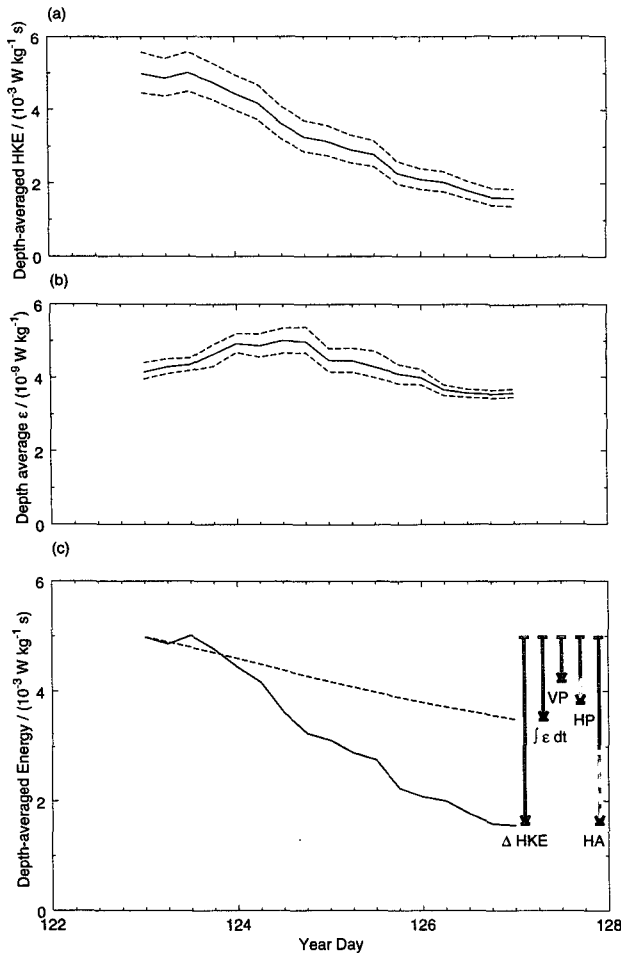 (a)
Depth-averaged HKE / (10⁻³ W kg⁻¹ s)
6
4
2
0
(b)
Depth average ε / (10⁻⁹ W kg⁻¹)
6
4
2
0
(c)
Depth-averaged Energy / (10⁻³ W kg⁻¹ s)
6
4
2
0
VP
HP
∫ ε dt
Δ HKE
HA
122
124
126
128
Year Day